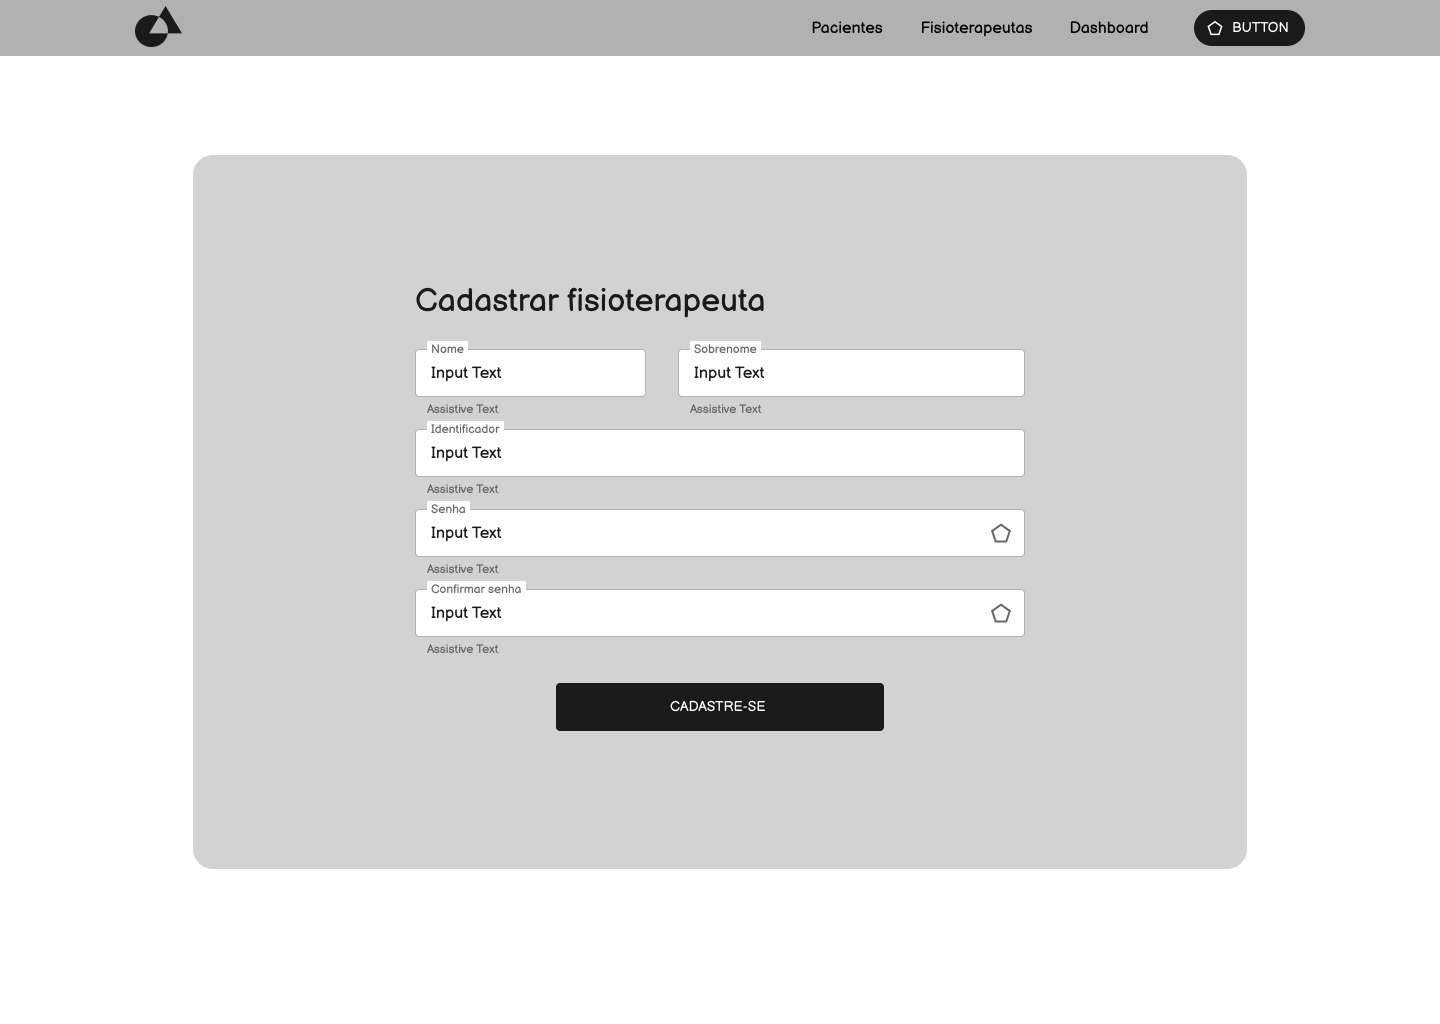 Pacientes Fisioterapeutas Dashboard BUTTON
Cadastrar fisioterapeuta
Nome Sobrenome
Input Text Input Text
Assistive Text Assistive Text
Identificador
Input Text
Assistive Text
Senha
Input Text
Assistive Text
Confirmar senha
Input Text
Assistive Text
CADASTRE-SE